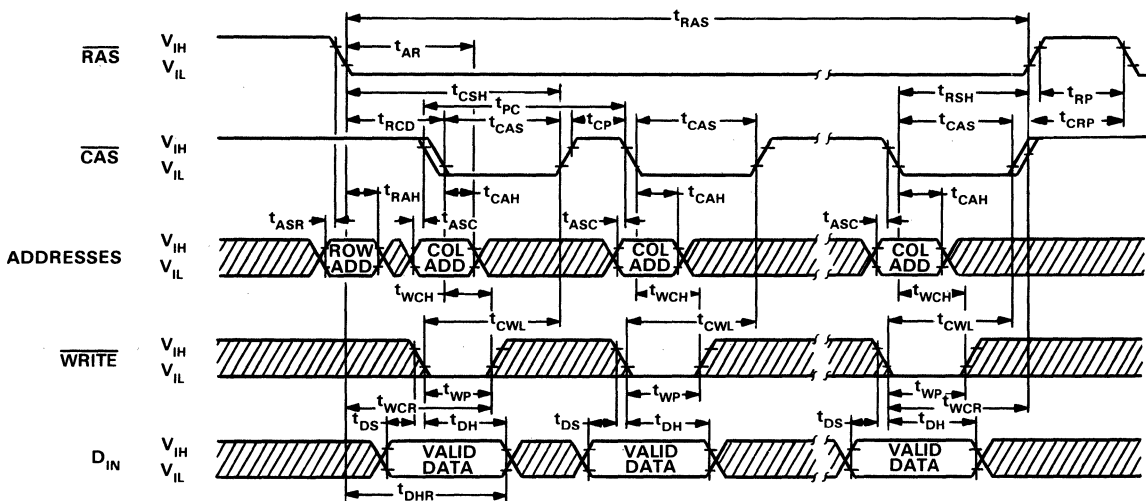 tRAS
RAS VIH VIL
tAR
tCSH
tRSH
tRP
tPC
tRCD tCAS tCP tCAS tCAS tCRP
CAS VIH VIL
tRAH tCAH tCAH tCAH
tASR tASC tASC tASC
ADDRESSES VIH VIL
ROW ADD
COL ADD
COL ADD
COL ADD
tWCH tWCH tWCH
tCWL tCWL tCWL
WRITE VIH VIL
tWP tWP tWP
tWCR tWCR
tDS tDH tDS tDH tDS tDH
DIN VIH VIL
VALID DATA
VALID DATA
VALID DATA
tDHR